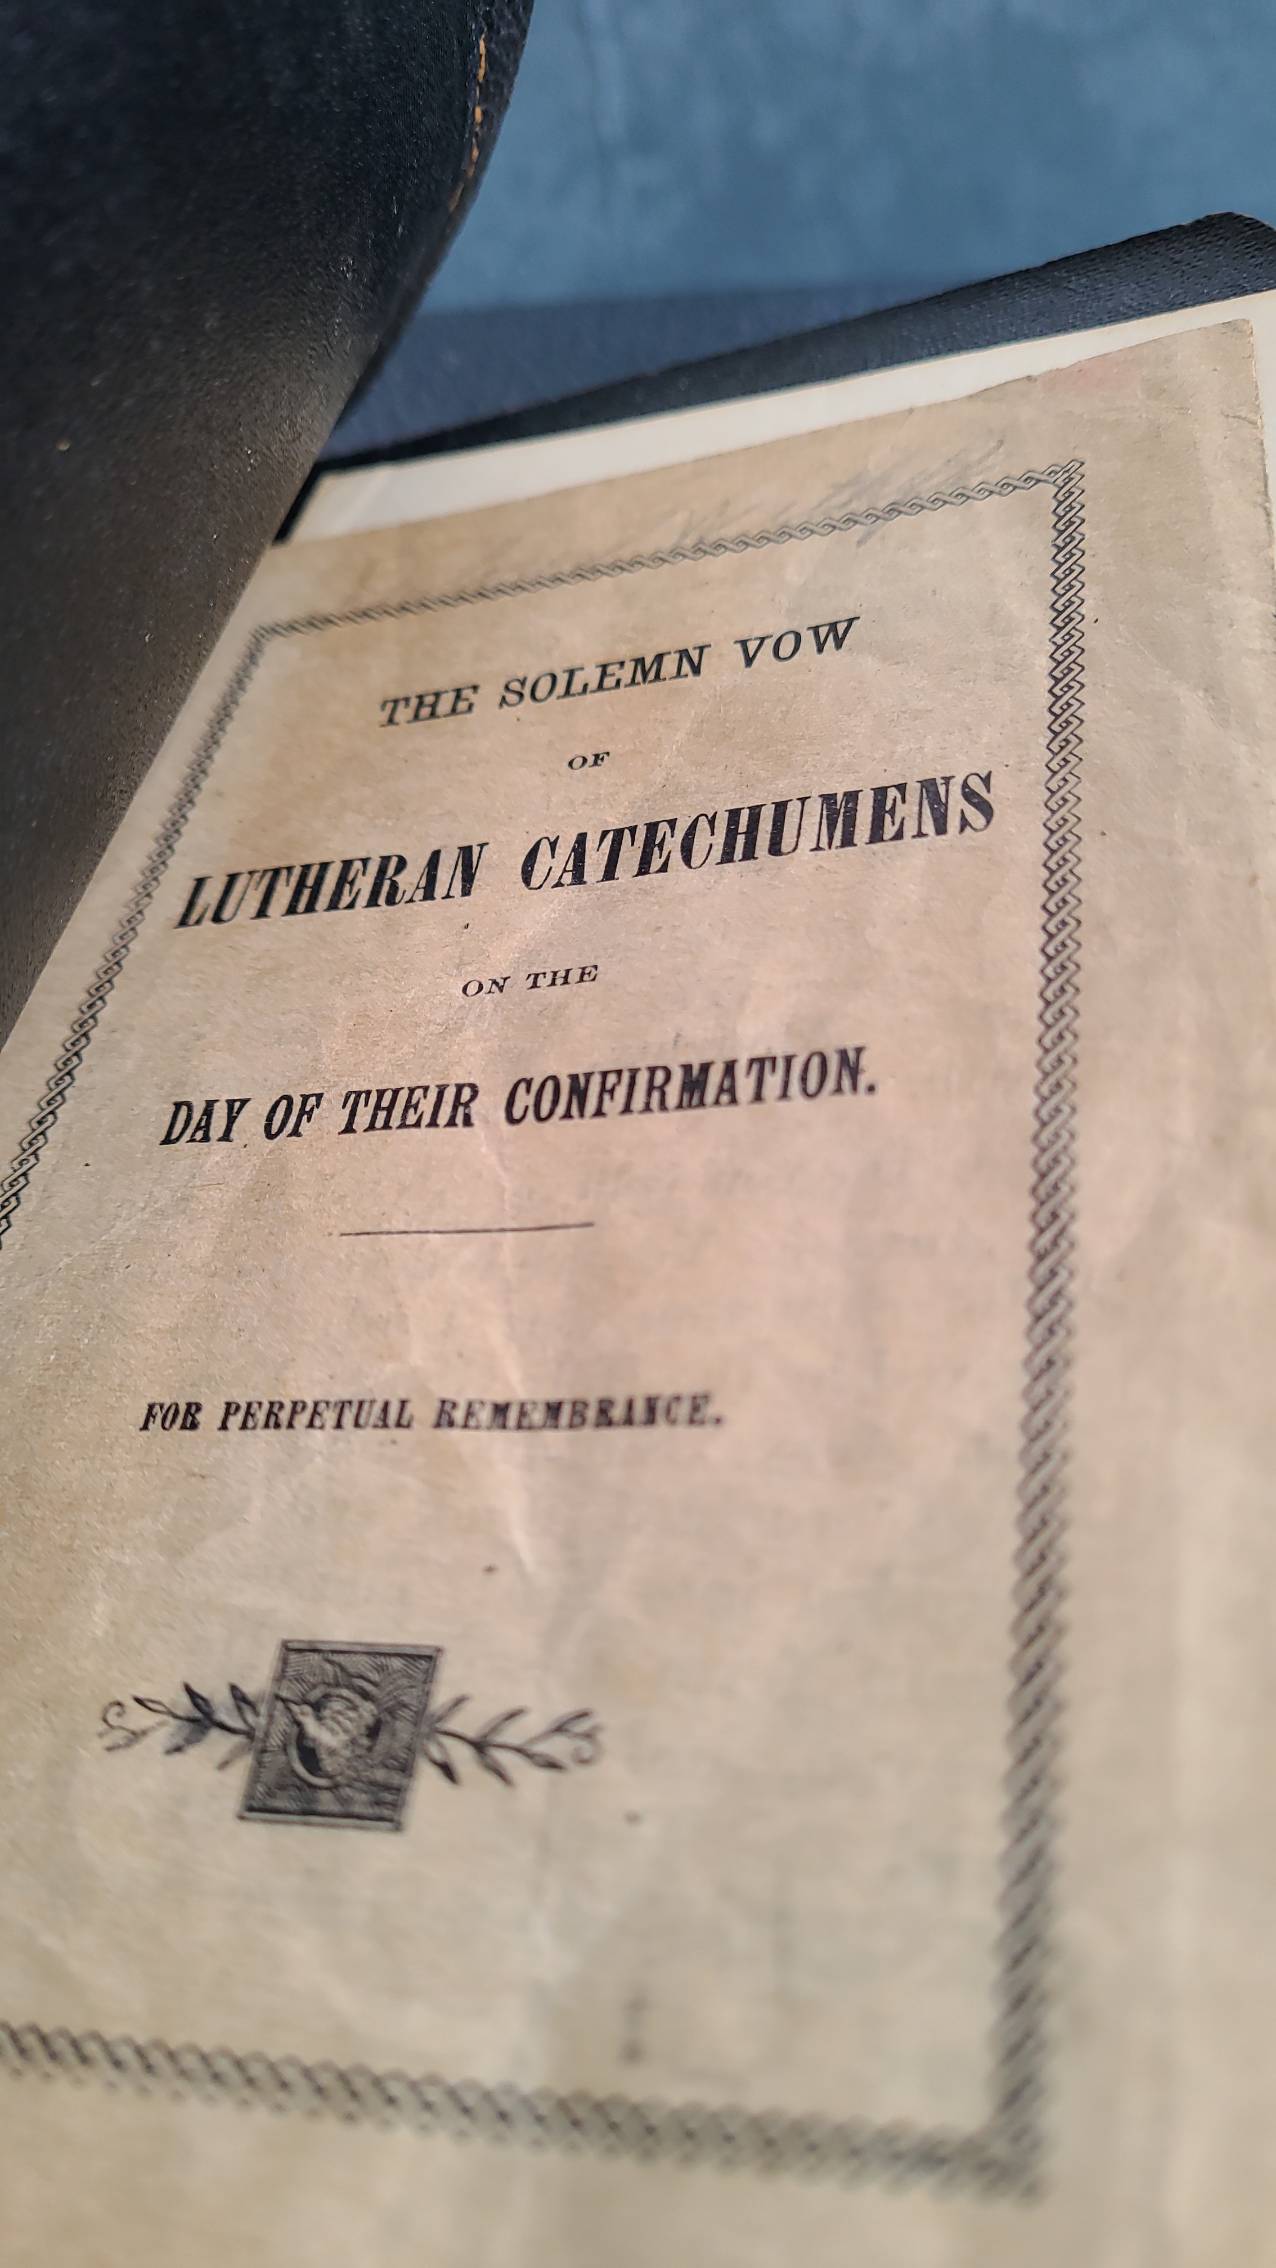 THE SOLEMN VOW
OF
LUTHERAN CATECHUMENS
ON THE
DAY OF THEIR CONFIRMATION.
FOR PERPETUAL REMEMBRANCE.